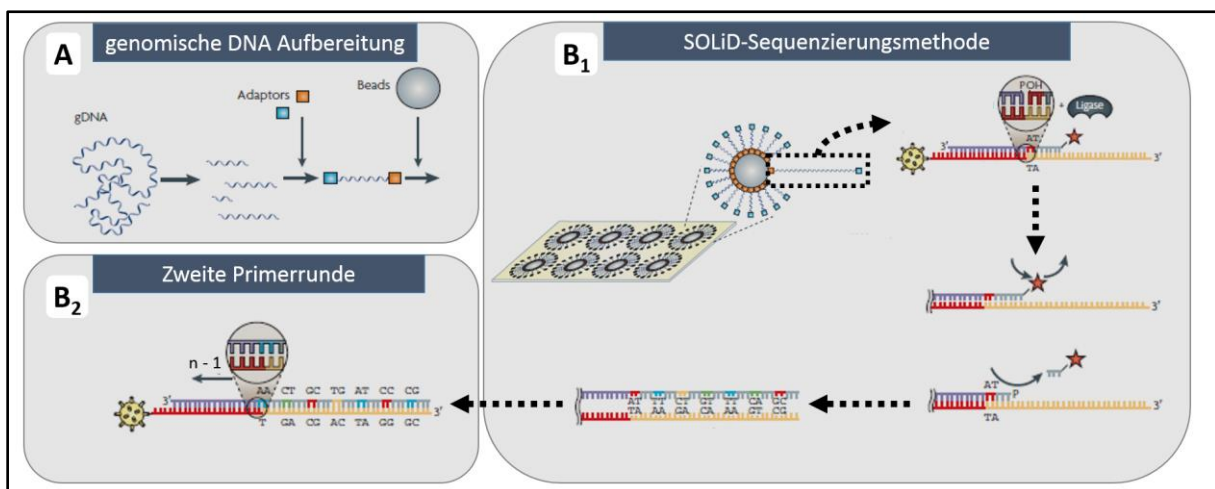 A
genomische DNA Aufbereitung
Beads
Adaptors
gDNA
B₁
SOLiD-Sequenzierungsmethode
POH
+
Ligase
AT
3'
3'
TA
3'
AT
P
3'
TA
AT TT CT GT TT CA GC
TA AA GA CA AA GT CG
B₂
Zweite Primerrunde
n - 1
AA CT GC TG AT CC CG
3'
3'
T GA CG AC TA GG GC